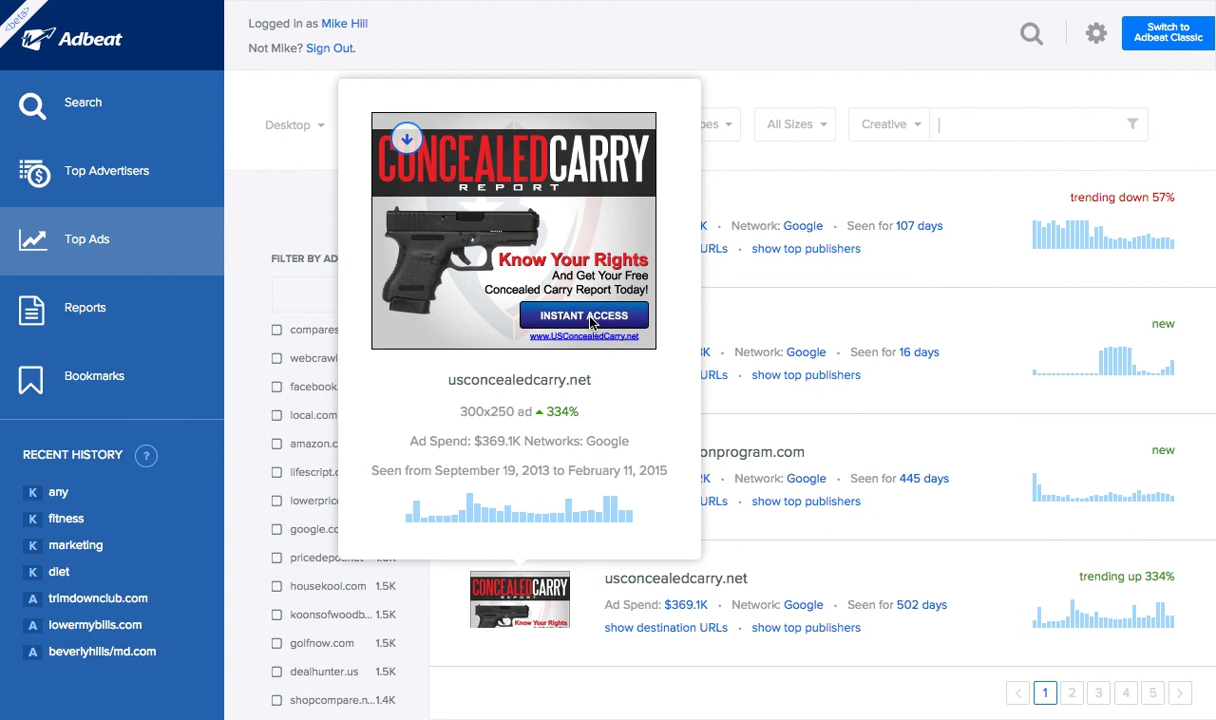 <beta>
Adbeat
Logged in as Mike Hill
Not Mike? Sign Out.
Switch to
Adbeat Classic
Search
Top Advertisers
Top Ads
Reports
Bookmarks
RECENT HISTORY ?
K any
K fitness
K marketing
K diet
A trimdownclub.com
A lowermybills.com
A beverlyhills/md.com
Desktop
All Sizes
Creative
FILTER BY AD
compares
webcrawl
facebook.
local.com
amazon.c
lifescript.c
lowerprice
google.co
housekool.com 1.5K
koonsofwoodb... 1.5K
golfnow.com 1.5K
dealhunter.us 1.5K
shopcompare.n...1.4K
CONCEALEDCARRY
REPORT
Know Your Rights
And Get Your Free
Concealed Carry Report Today!
INSTANT ACCESS
www.USConcealedCarry.net
usconcealedcarry.net
300x250 ad 334%
Ad Spend: $369.1K Networks: Google
Seen from September 19, 2013 to February 11, 2015
trending down 57%
K · Network: Google · Seen for 107 days
URLs · show top publishers
new
K · Network: Google · Seen for 16 days
URLs · show top publishers
onprogram.com
new
K · Network: Google · Seen for 445 days
URLs · show top publishers
CONCEALEDCARRY
REPORT
Know Your Rights
usconcealedcarry.net
trending up 334%
Ad Spend: $369.1K · Network: Google · Seen for 502 days
show destination URLs · show top publishers
< 1 2 3 4 5 >